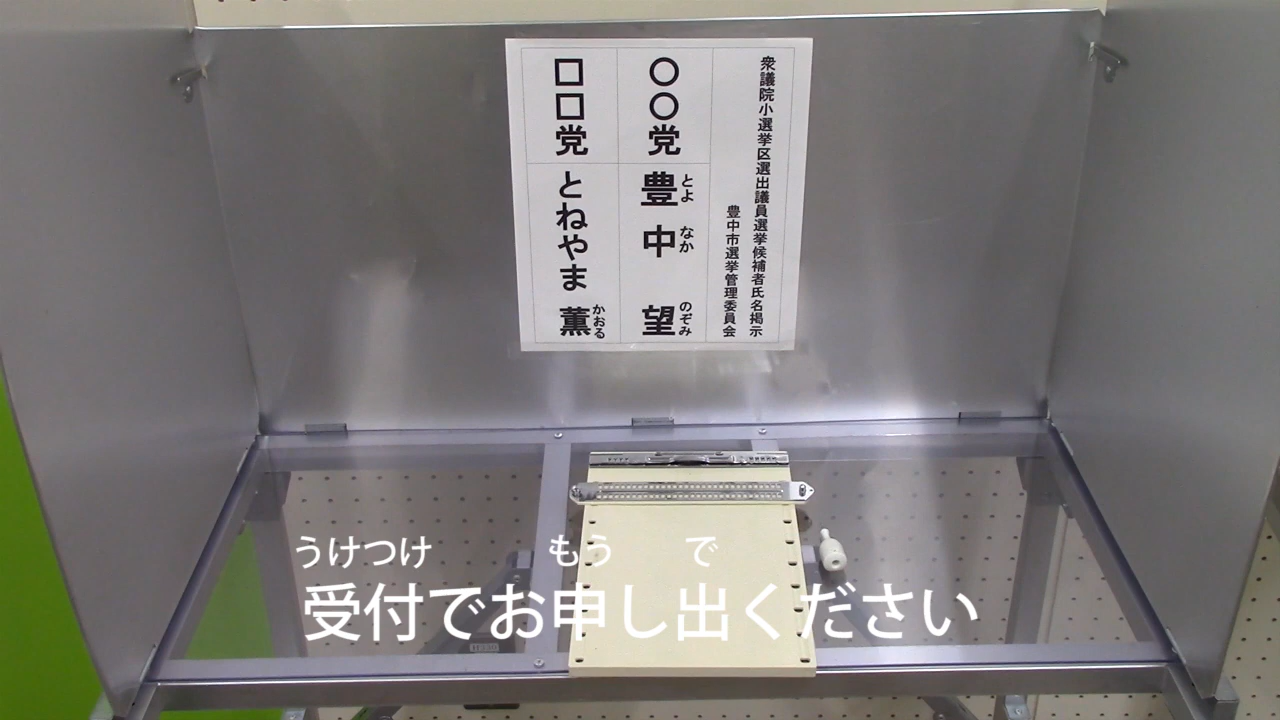 衆議院小選挙区選出議員選挙候補者氏名掲示
豊中市選挙管理委員会
〇〇党
豊中 望
とよ なか のぞみ
□□党
とねやま 薫
かおる
うけつけ もう で
受付でお申し出ください